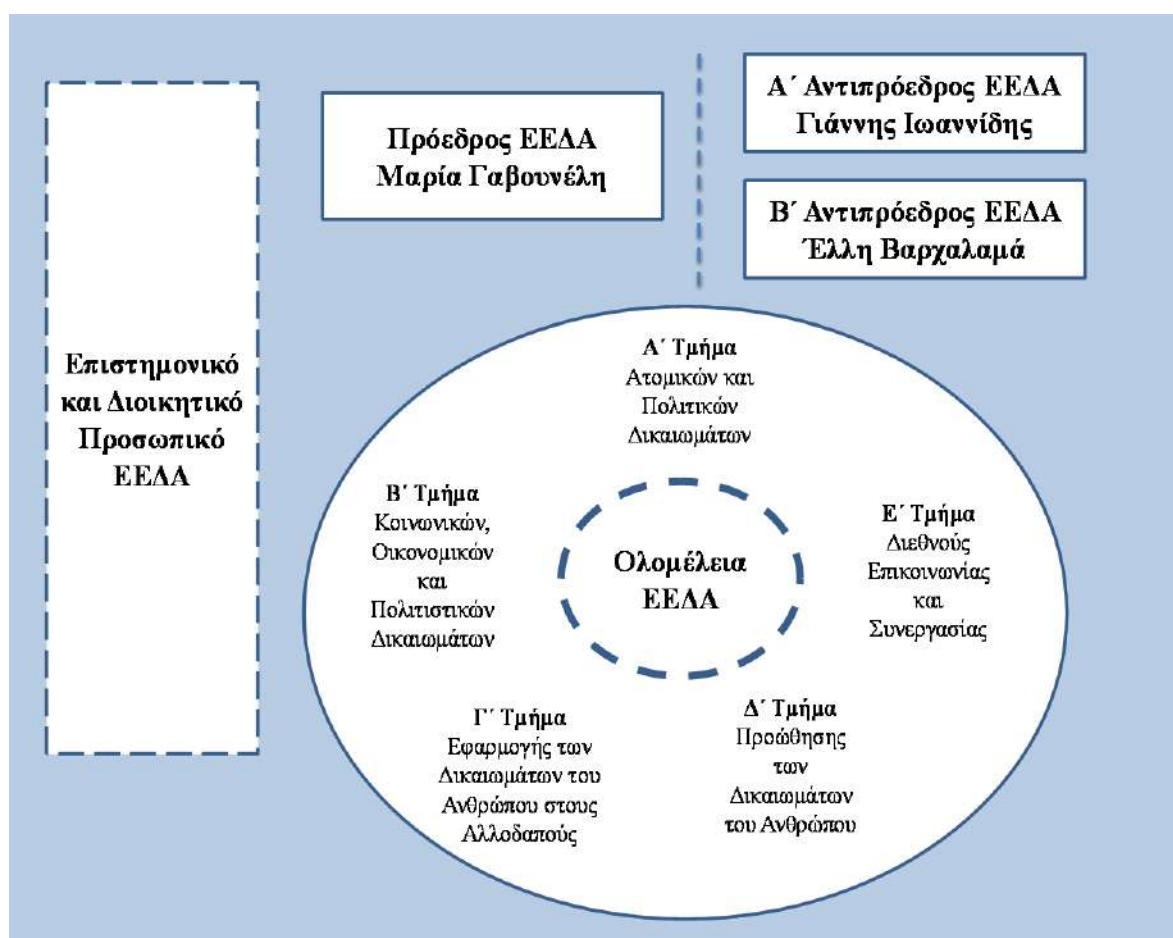 Επιστημονικό
και Διοικητικό
Προσωπικό
ΕΕΔΑ
Πρόεδρος ΕΕΔΑ
Μαρία Γαβουνέλη
Α΄ Αντιπρόεδρος ΕΕΔΑ
Γιάννης Ιωαννίδης
Β΄ Αντιπρόεδρος ΕΕΔΑ
Έλλη Βαρχαλαμά
Α΄ Τμήμα
Ατομικών και
Πολιτικών
Δικαιωμάτων
Β΄ Τμήμα
Κοινωνικών,
Οικονομικών
και
Πολιτιστικών
Δικαιωμάτων
Ολομέλεια
ΕΕΔΑ
Ε΄ Τμήμα
Διεθνούς
Επικοινωνίας
και
Συνεργασίας
Γ΄ Τμήμα
Εφαρμογής των
Δικαιωμάτων του
Ανθρώπου στους
Αλλοδαπούς
Δ΄ Τμήμα
Προώθησης
των
Δικαιωμάτων
του Ανθρώπου